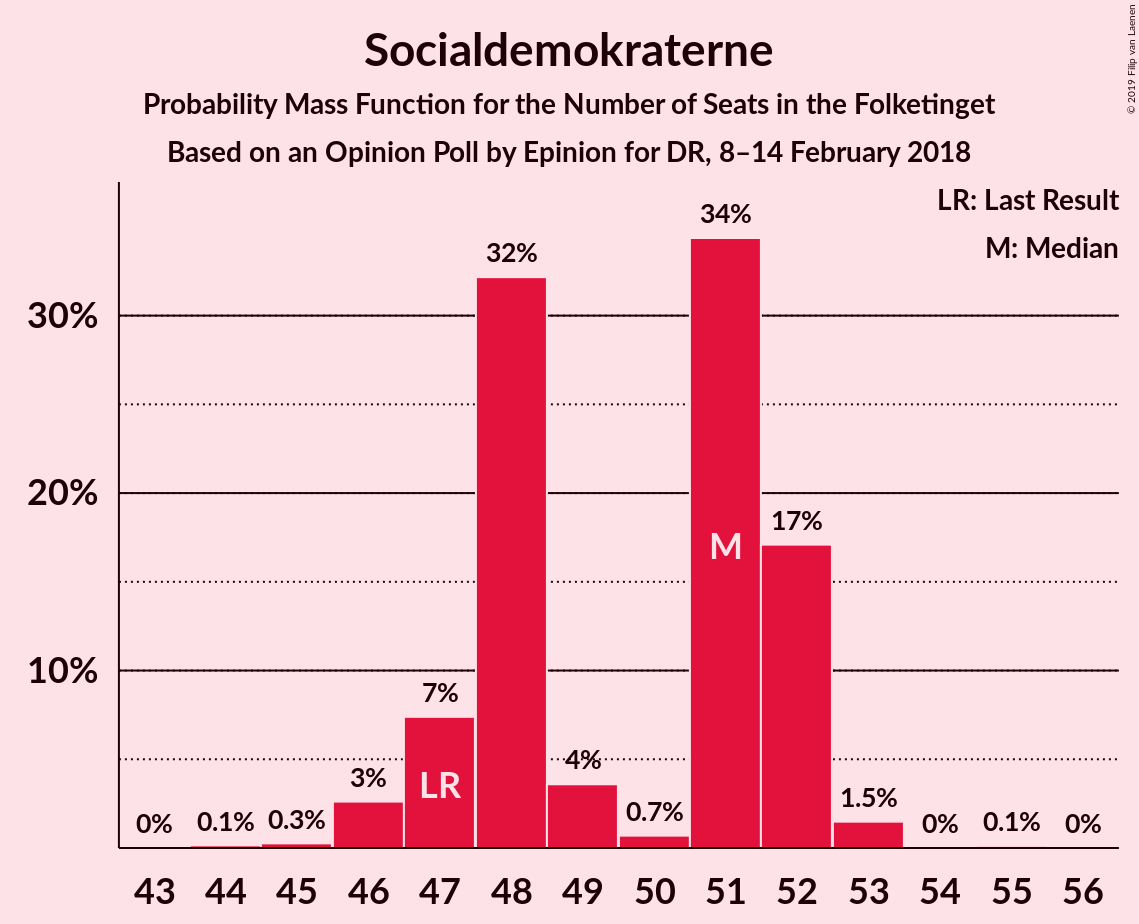 Socialdemokraterne
Probability Mass Function for the Number of Seats in the Folketinget
Based on an Opinion Poll by Epinion for DR, 8–14 February 2018
© 2019 Filip van Laenen
LR: Last Result
M: Median
30%
20%
10%
0% 0.1% 0.3% 3% 7% 32% 4% 0.7% 34% 17% 1.5% 0% 0.1% 0%
LR
M
43 44 45 46 47 48 49 50 51 52 53 54 55 56